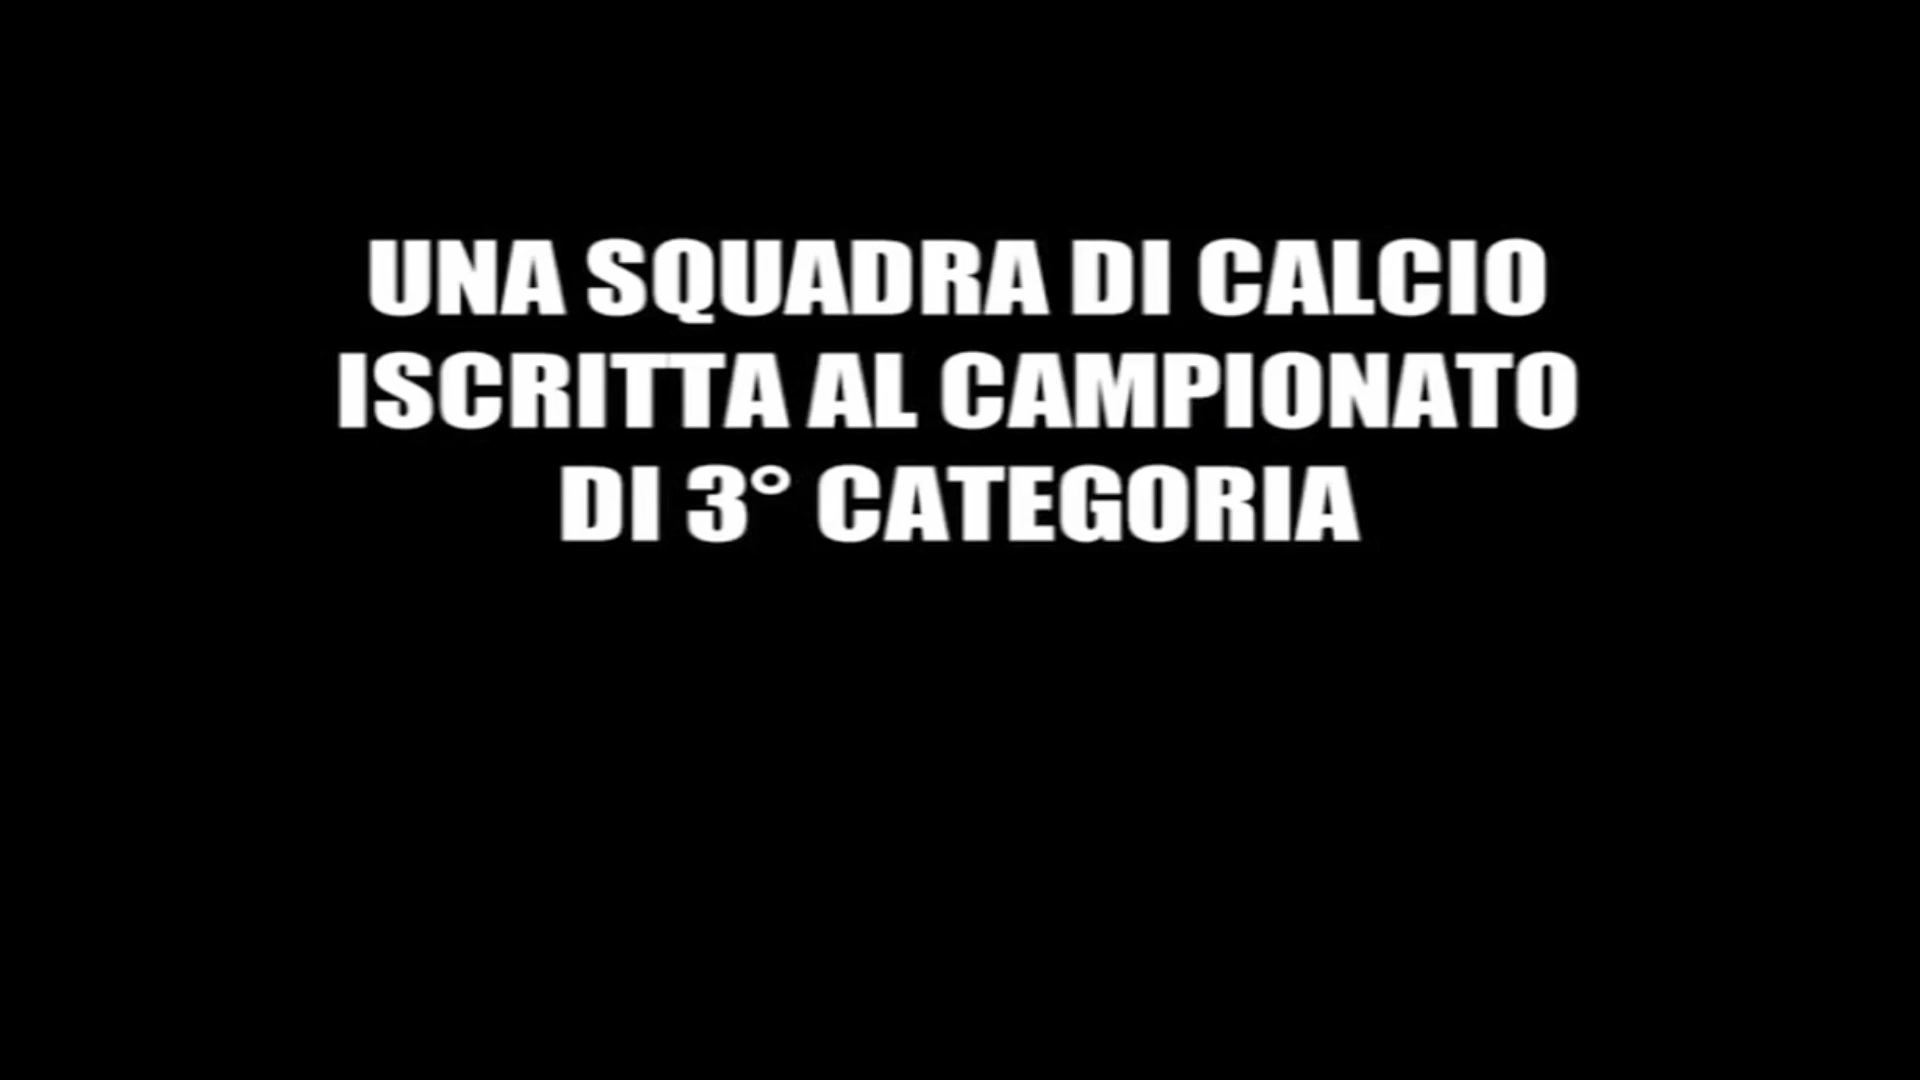 UNA SQUADRA DI CALCIO
ISCRITTA AL CAMPIONATO
DI 3° CATEGORIA